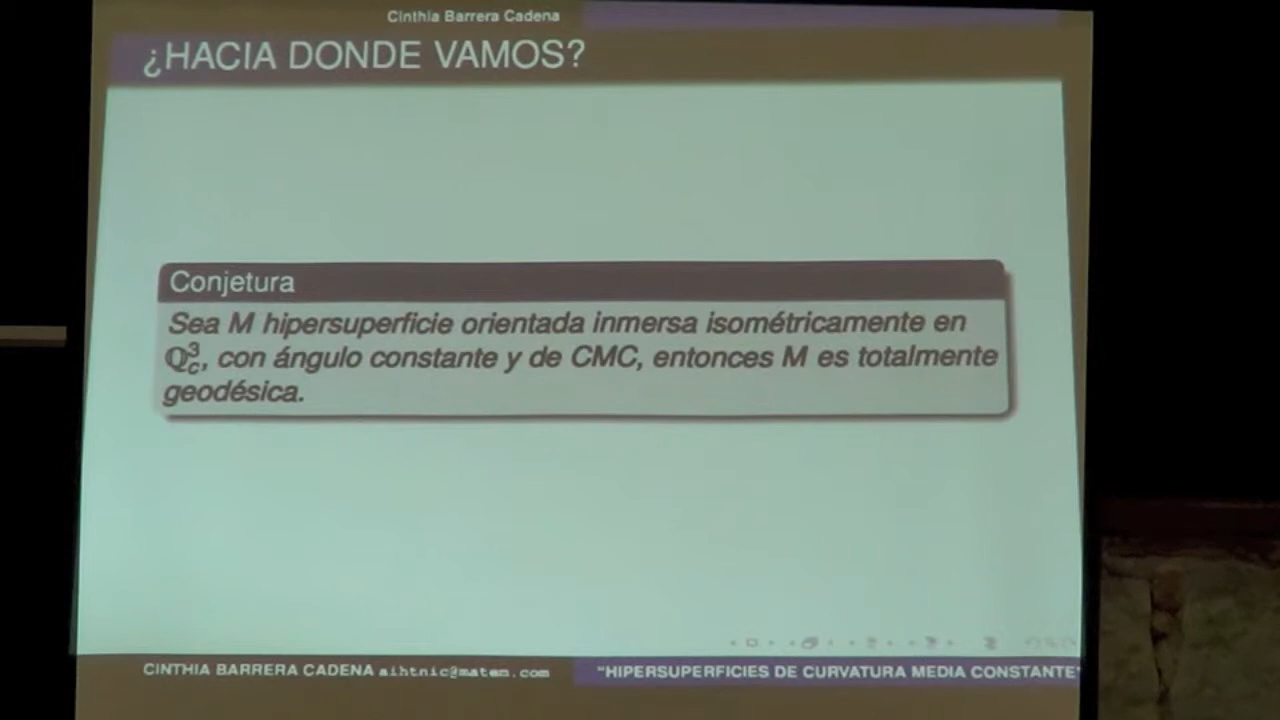 Cinthia Barrera Cadena
¿HACIA DONDE VAMOS?
Conjetura
Sea M hipersuperficie orientada inmersa isométricamente en
ℚ³c, con ángulo constante y de CMC, entonces M es totalmente
geodésica.
CINTHIA BARRERA CADENA
"HIPERSUPERFICIES DE CURVATURA MEDIA CONSTANTE"